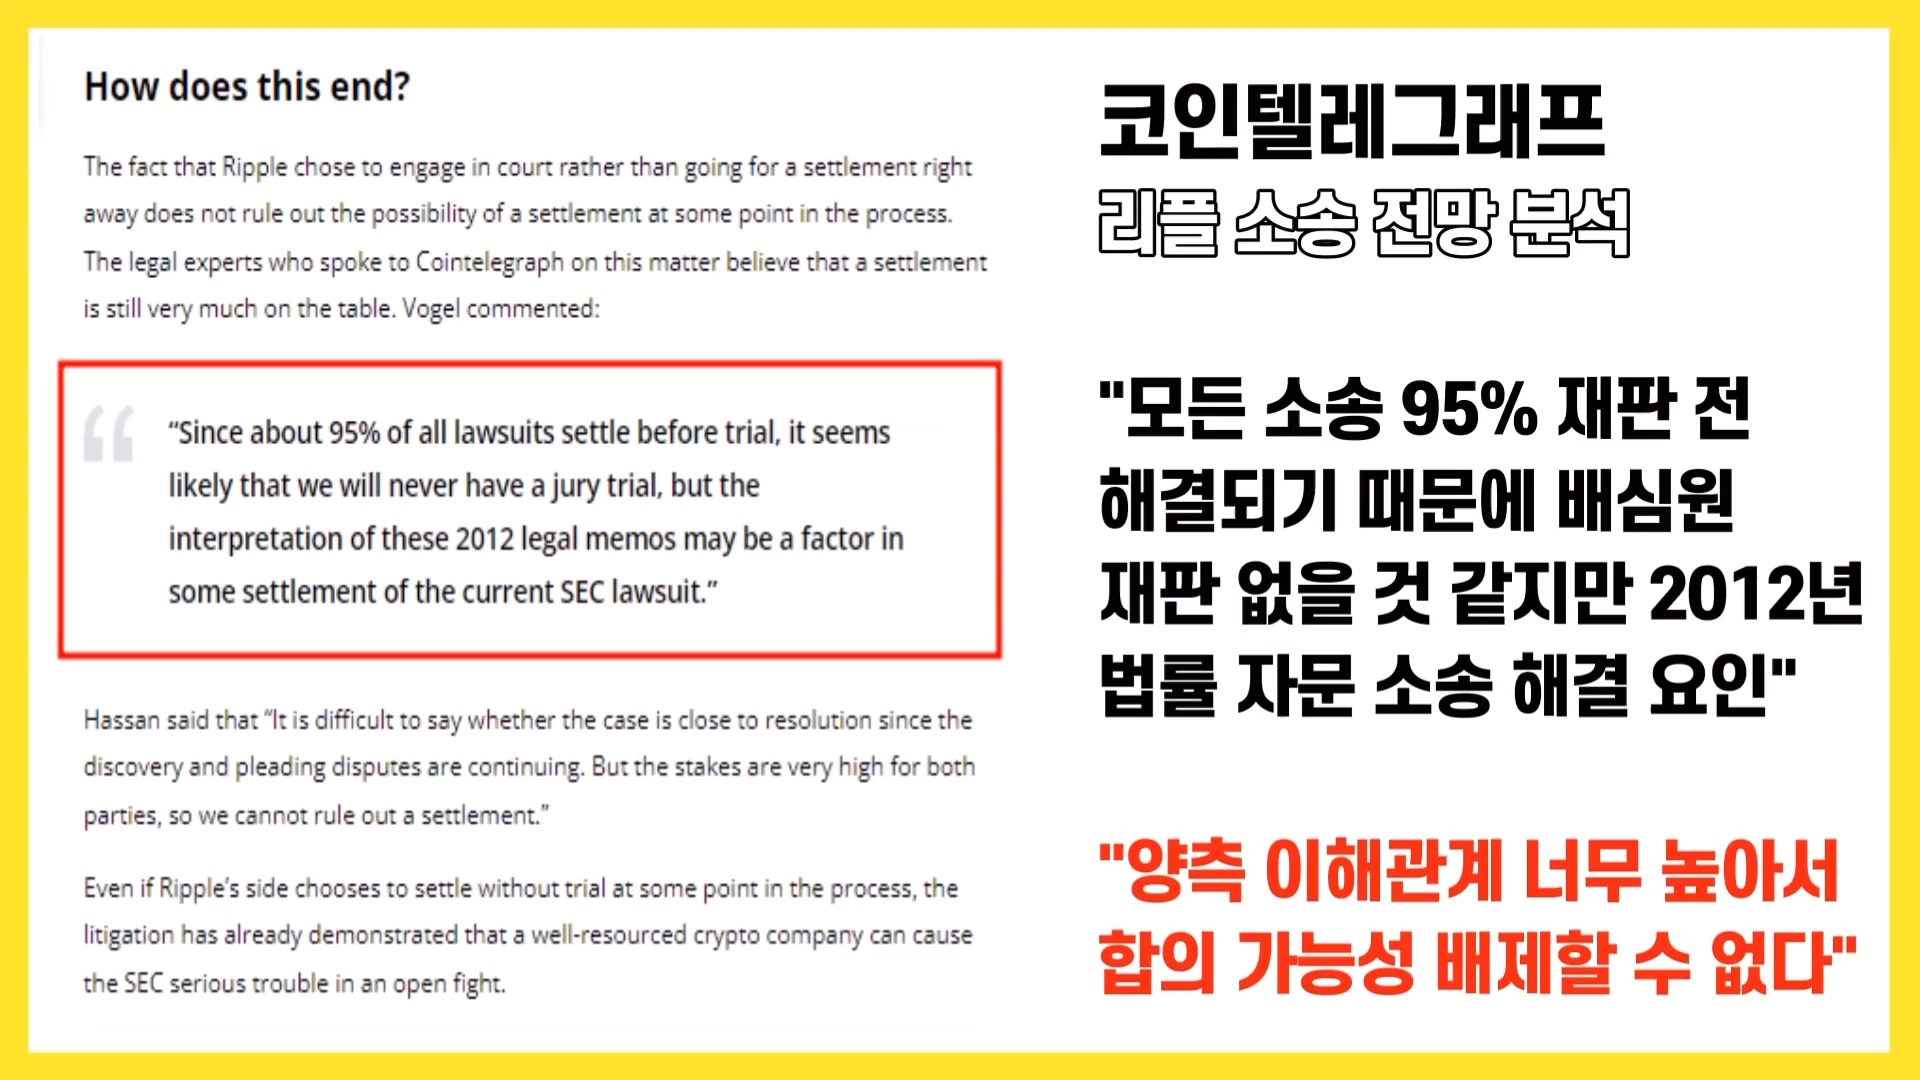 How does this end?
The fact that Ripple chose to engage in court rather than going for a settlement right
away does not rule out the possibility of a settlement at some point in the process.
The legal experts who spoke to Cointelegraph on this matter believe that a settlement
is still very much on the table. Vogel commented:
“Since about 95% of all lawsuits settle before trial, it seems
likely that we will never have a jury trial, but the
interpretation of these 2012 legal memos may be a factor in
some settlement of the current SEC lawsuit.”
Hassan said that “It is difficult to say whether the case is close to resolution since the
discovery and pleading disputes are continuing. But the stakes are very high for both
parties, so we cannot rule out a settlement.”
Even if Ripple’s side chooses to settle without trial at some point in the process, the
litigation has already demonstrated that a well-resourced crypto company can cause
the SEC serious trouble in an open fight.
코인텔레그래프
리플 소송 전망 분석
"모든 소송 95% 재판 전
해결되기 때문에 배심원
재판 없을 것 같지만 2012년
법률 자문 소송 해결 요인"
"양측 이해관계 너무 높아서
합의 가능성 배제할 수 없다"